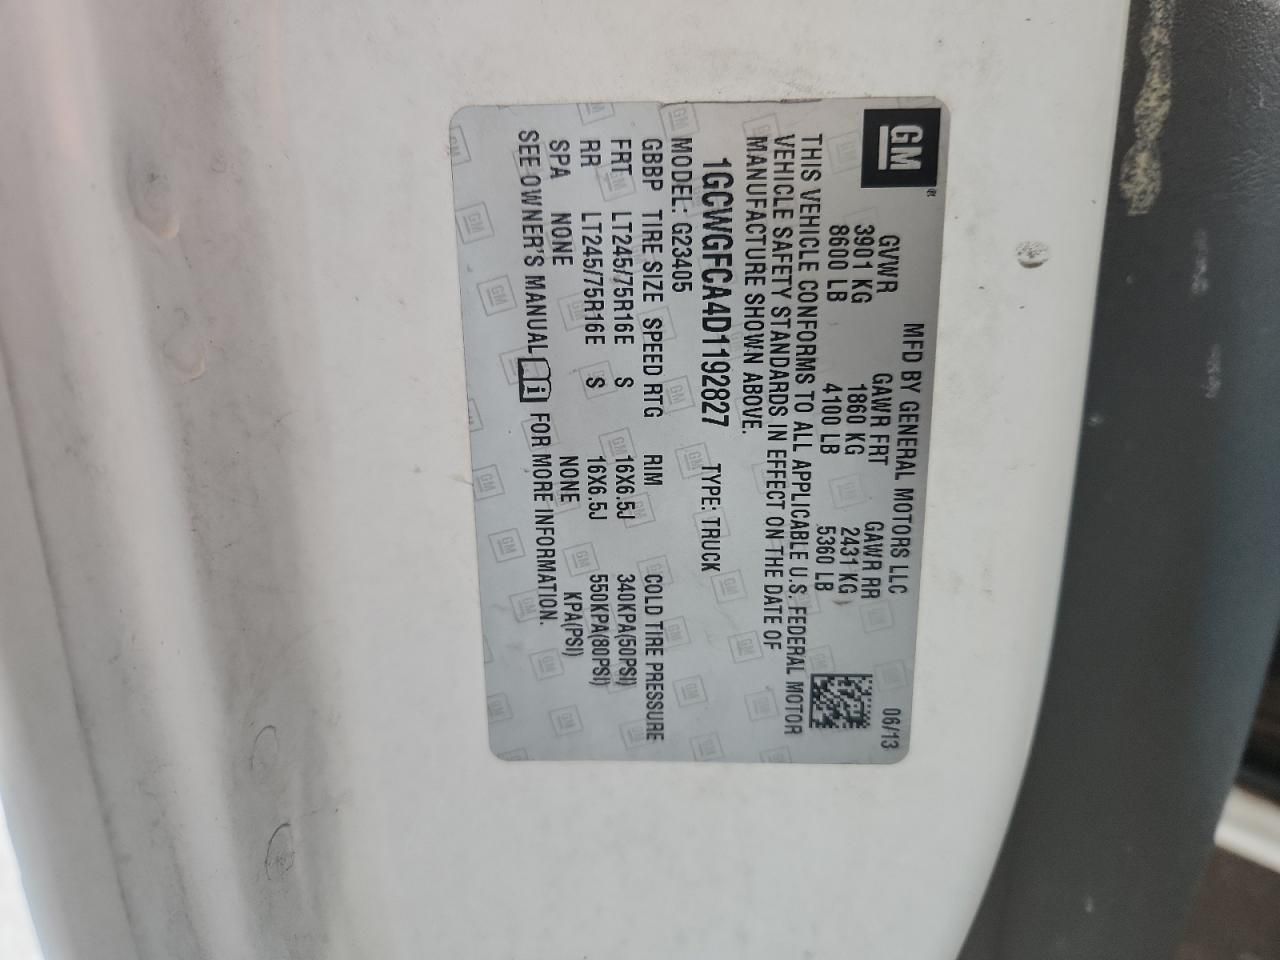 GM®
MFD BY GENERAL MOTORS LLC 06/13
GVWR GAWR FRT GAWR RR
3901 KG 1860 KG 2431 KG
8600 LB 4100 LB 5360 LB
THIS VEHICLE CONFORMS TO ALL APPLICABLE U.S. FEDERAL MOTOR
VEHICLE SAFETY STANDARDS IN EFFECT ON THE DATE OF
MANUFACTURE SHOWN ABOVE.
1GCWGFCA4D1192827 TYPE: TRUCK
MODEL: G23405
GBBP TIRE SIZE SPEED RTG RIM COLD TIRE PRESSURE
FRT LT245/75R16E S 16X6.5J 340KPA(50PSI)
RR LT245/75R16E S 16X6.5J 550KPA(80PSI)
SPA NONE NONE KPA(PSI)
SEE OWNER'S MANUAL i FOR MORE INFORMATION.